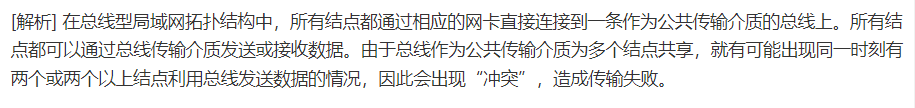 [解析] 在总线型局域网拓扑结构中，所有结点都通过相应的网卡直接连接到一条作为公共传输介质的总线上。所有结
点都可以通过总线传输介质发送或接收数据。由于总线作为公共传输介质为多个结点共享，就有可能出现同一时刻有
两个或两个以上结点利用总线发送数据的情况，因此会出现“冲突”，造成传输失败。